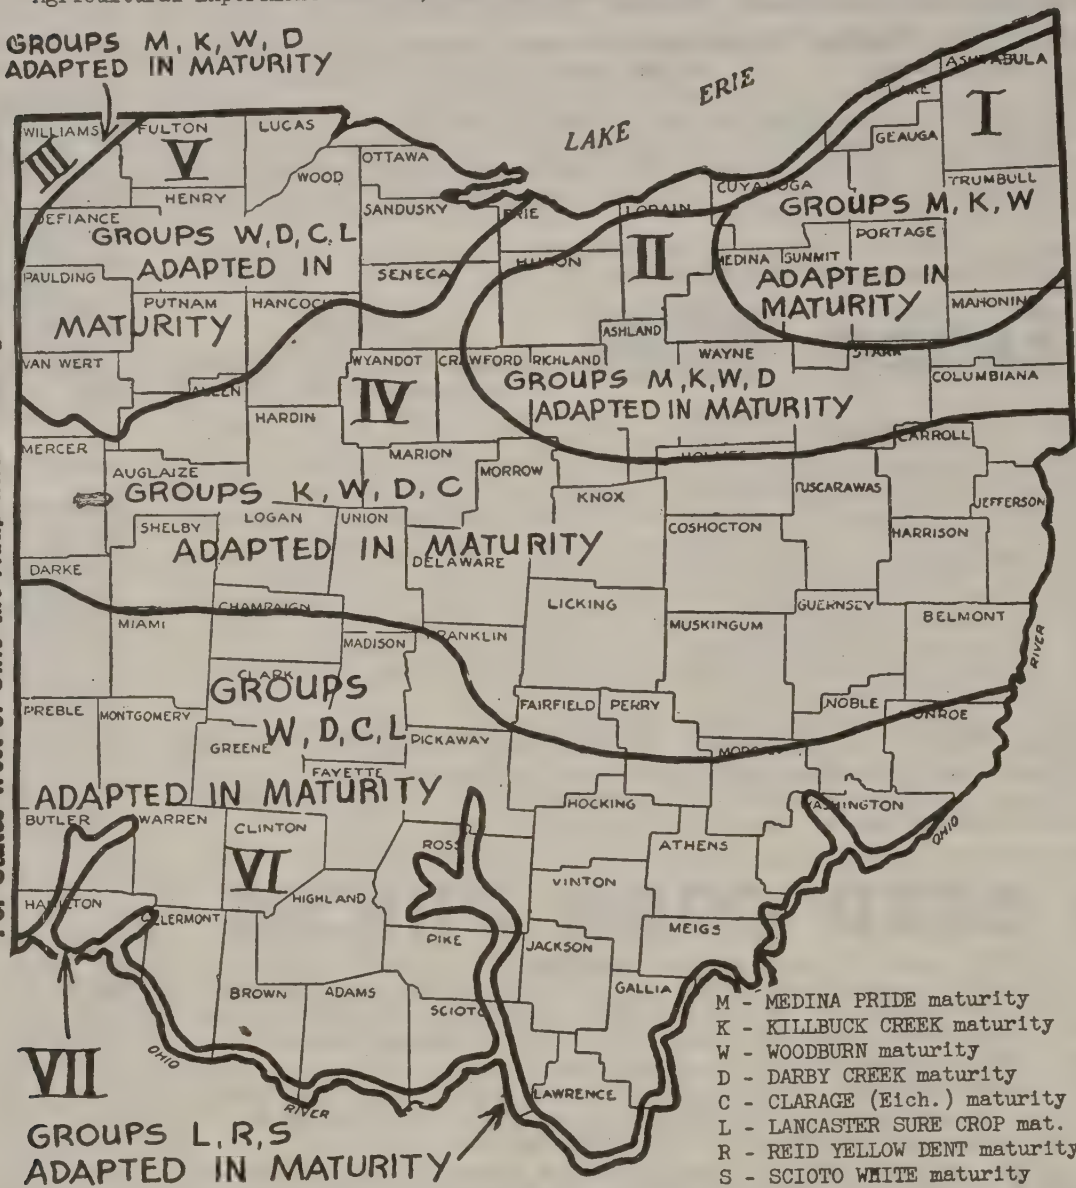 GROUPS M, K, W, D
ADAPTED IN MATURITY
LAKE ERIE
WILLIAMS
FULTON
LUCAS
OTTAWA
WOOD
HENRY
DEFIANCE
SANDUSKY
ERIE
LORAIN
CUYAHOGA
LAKE
ASHTABULA
GEAUGA
TRUMBULL
III
V
I
II
GROUPS W, D, C, L
ADAPTED IN
MATURITY
GROUPS M, K, W
ADAPTED IN
MATURITY
PAULDING
PUTNAM
HANCOCK
SENECA
HURON
MEDINA
SUMMIT
PORTAGE
MAHONING
ASHLAND
VAN WERT
ALLEN
WYANDOT
CRAWFORD
RICHLAND
WAYNE
STARK
COLUMBIANA
GROUPS M, K, W, D
ADAPTED IN MATURITY
IV
HARDIN
MERCER
AUGLAIZE
MARION
MORROW
HOLMES
CARROLL
KNOX
TUSCARAWAS
JEFFERSON
GROUPS K, W, D, C
ADAPTED IN MATURITY
SHELBY
LOGAN
UNION
DELAWARE
COSHOCTON
HARRISON
DARKE
MIAMI
CHAMPAIGN
LICKING
MUSKINGUM
GUERNSEY
BELMONT
MADISON
FRANKLIN
CLARK
RIVER
GROUPS
W, D, C, L
ADAPTED IN MATURITY
PREBLE
MONTGOMERY
GREENE
FAYETTE
PICKAWAY
FAIRFIELD
PERRY
NOBLE
MONROE
HOCKING
WASHINGTON
OHIO
BUTLER
WARREN
CLINTON
ROSS
ATHENS
VI
VINTON
HAMILTON
CLERMONT
HIGHLAND
PIKE
JACKSON
MEIGS
BROWN
ADAMS
SCIOTO
GALLIA
LAWRENCE
OHIO
RIVER
VII
GROUPS L, R, S
ADAPTED IN MATURITY
M - MEDINA PRIDE maturity
K - KILLBUCK CREEK maturity
W - WOODBURN maturity
D - DARBY CREEK maturity
C - CLARAGE (Eich.) maturity
L - LANCASTER SURE CROP mat.
R - REID YELLOW DENT maturity
S - SCIOTO WHITE maturity